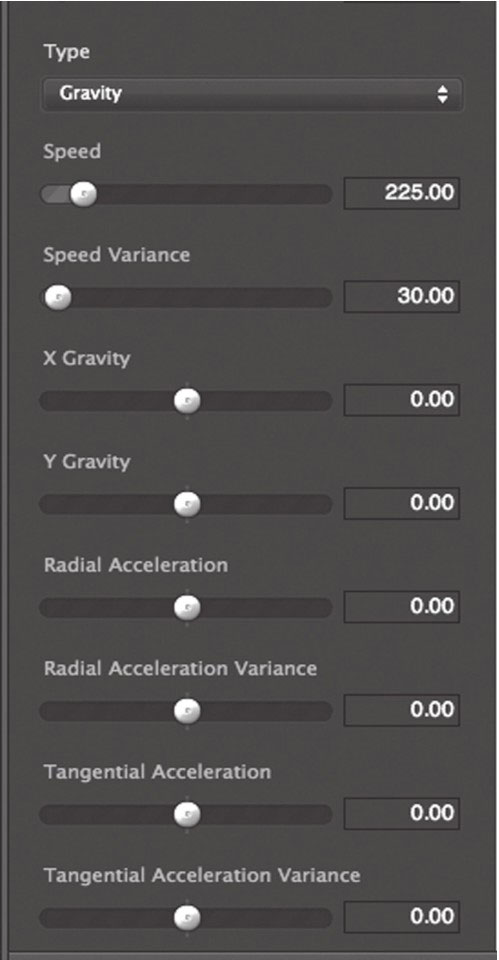 Type
Gravity
Speed
225.00
Speed Variance
30.00
X Gravity
0.00
Y Gravity
0.00
Radial Acceleration
0.00
Radial Acceleration Variance
0.00
Tangential Acceleration
0.00
Tangential Acceleration Variance
0.00